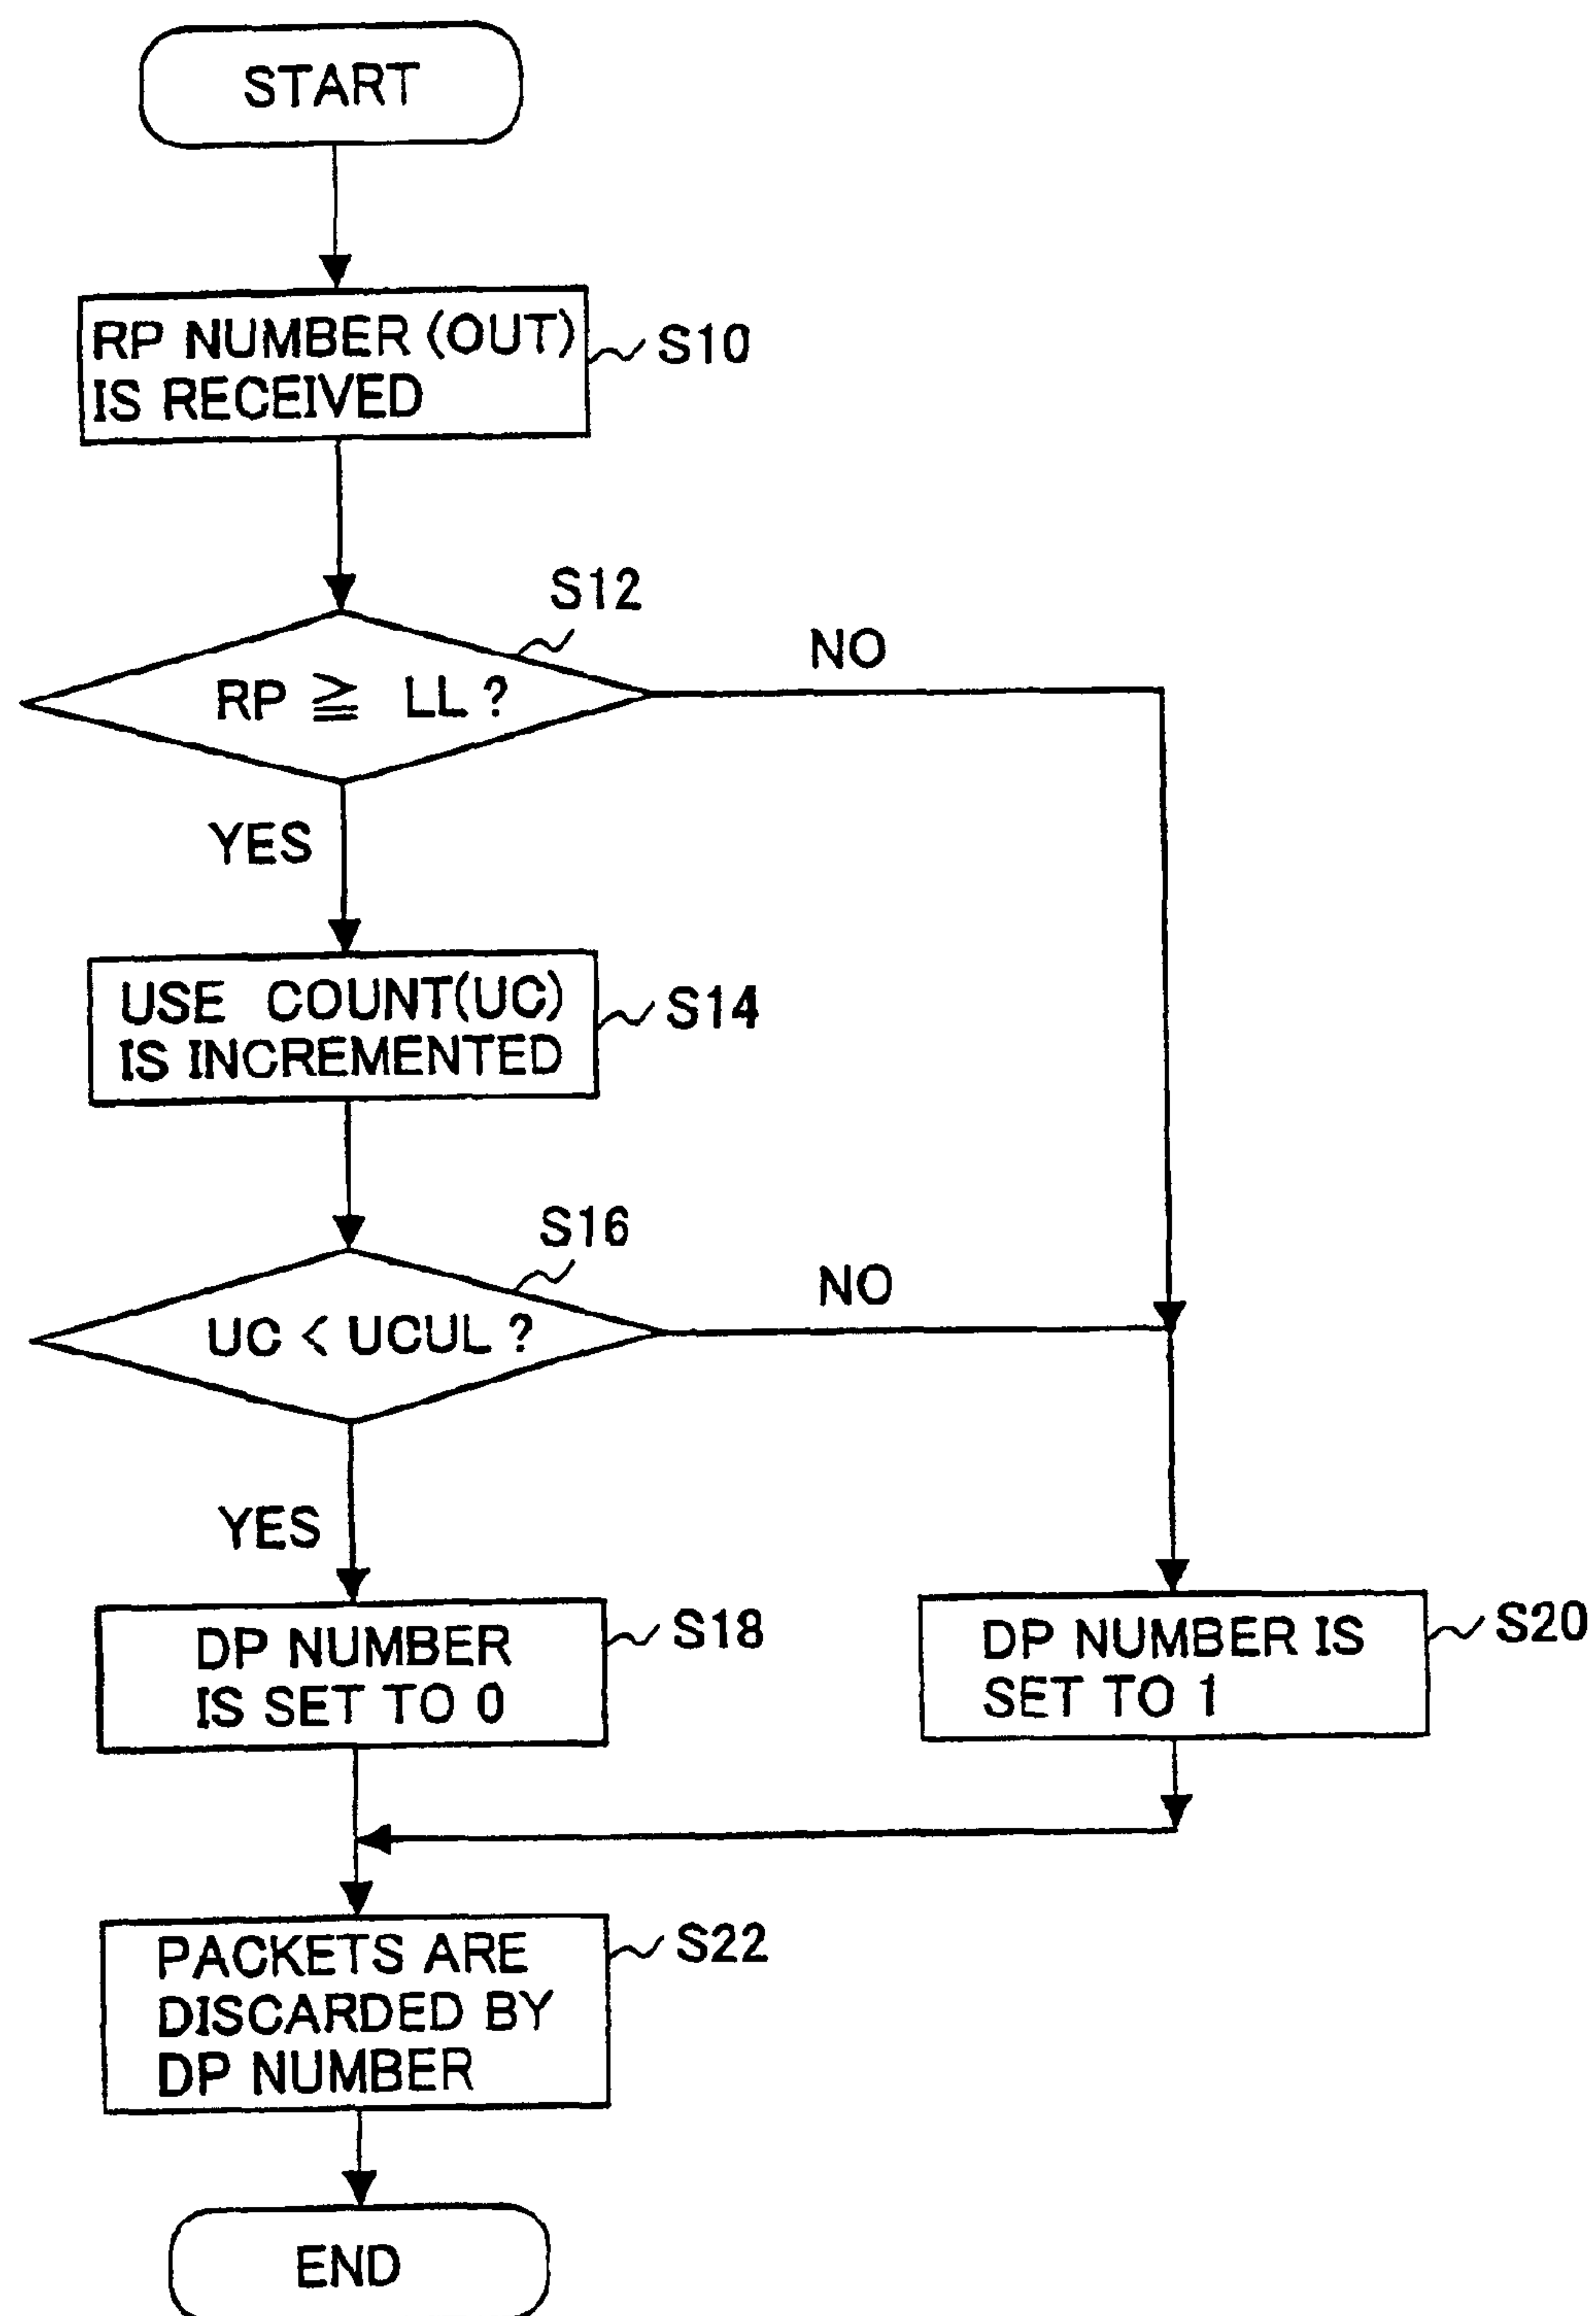 START
RP NUMBER (OUT)
IS RECEIVED
S10
S12
RP ≧ LL ?
NO
YES
USE COUNT(UC)
IS INCREMENTED
S14
S16
UC < UCUL ?
NO
YES
DP NUMBER
IS SET TO 0
S18
DP NUMBER IS
SET TO 1
S20
PACKETS ARE
DISCARDED BY
DP NUMBER
S22
END